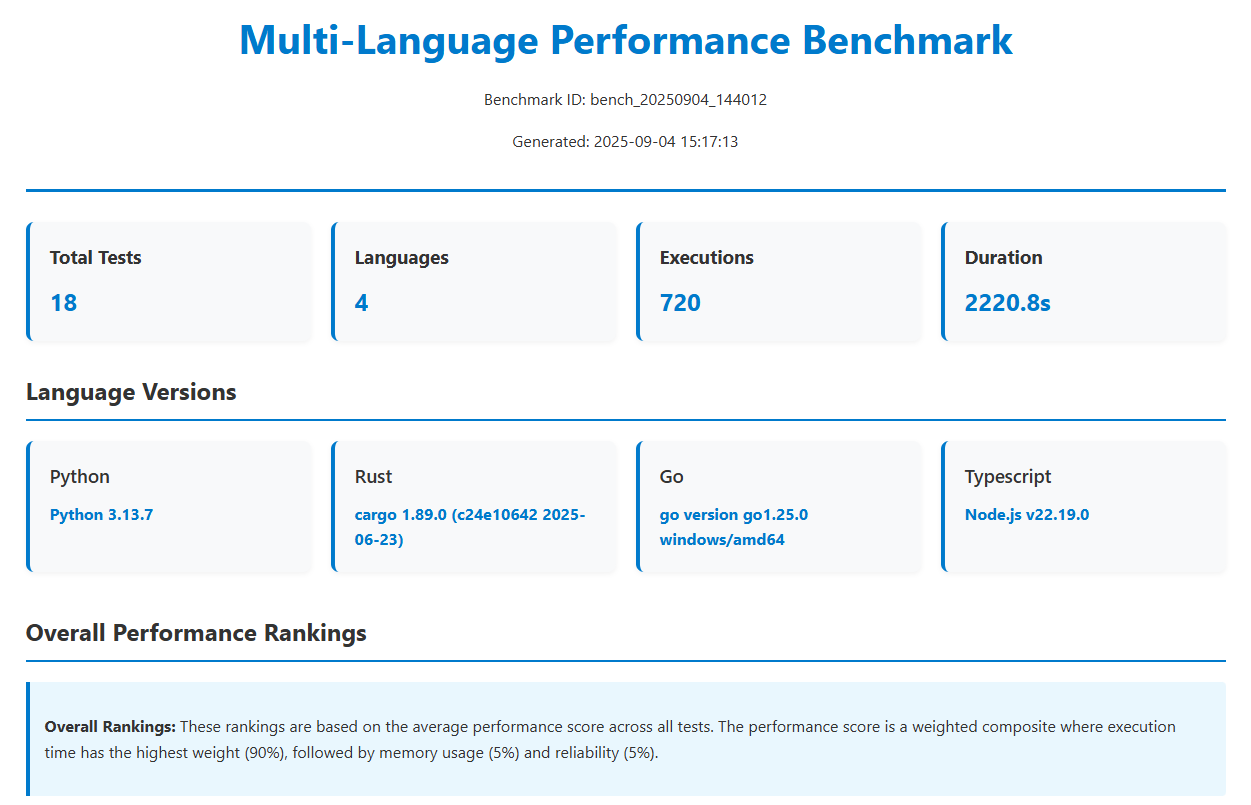 Multi-Language Performance Benchmark
Benchmark ID: bench_20250904_144012
Generated: 2025-09-04 15:17:13
Total Tests
18
Languages
4
Executions
720
Duration
2220.8s
Language Versions
Python
Python 3.13.7
Rust
cargo 1.89.0 (c24e10642 2025-
06-23)
Go
go version go1.25.0
windows/amd64
Typescript
Node.js v22.19.0
Overall Performance Rankings
Overall Rankings: These rankings are based on the average performance score across all tests. The performance score is a weighted composite where execution
time has the highest weight (90%), followed by memory usage (5%) and reliability (5%).